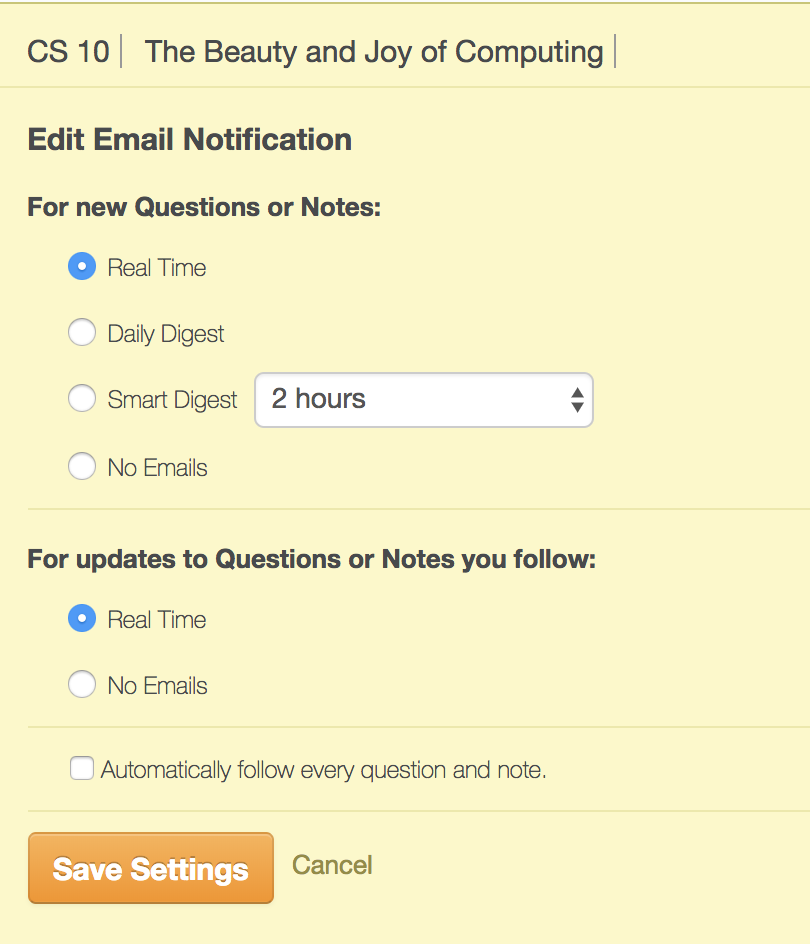 CS 10 | The Beauty and Joy of Computing |
Edit Email Notification
For new Questions or Notes:
Real Time
Daily Digest
Smart Digest 2 hours
No Emails
For updates to Questions or Notes you follow:
Real Time
No Emails
Automatically follow every question and note.
Save Settings Cancel